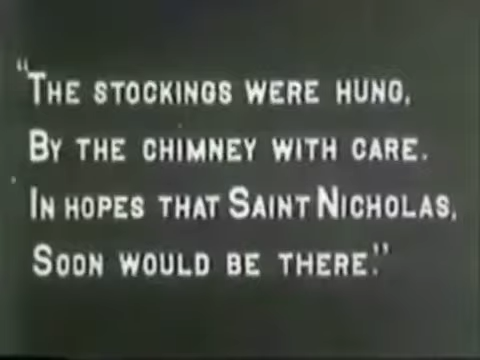 "THE STOCKINGS WERE HUNG,
BY THE CHIMNEY WITH CARE.
IN HOPES THAT SAINT NICHOLAS,
SOON WOULD BE THERE."